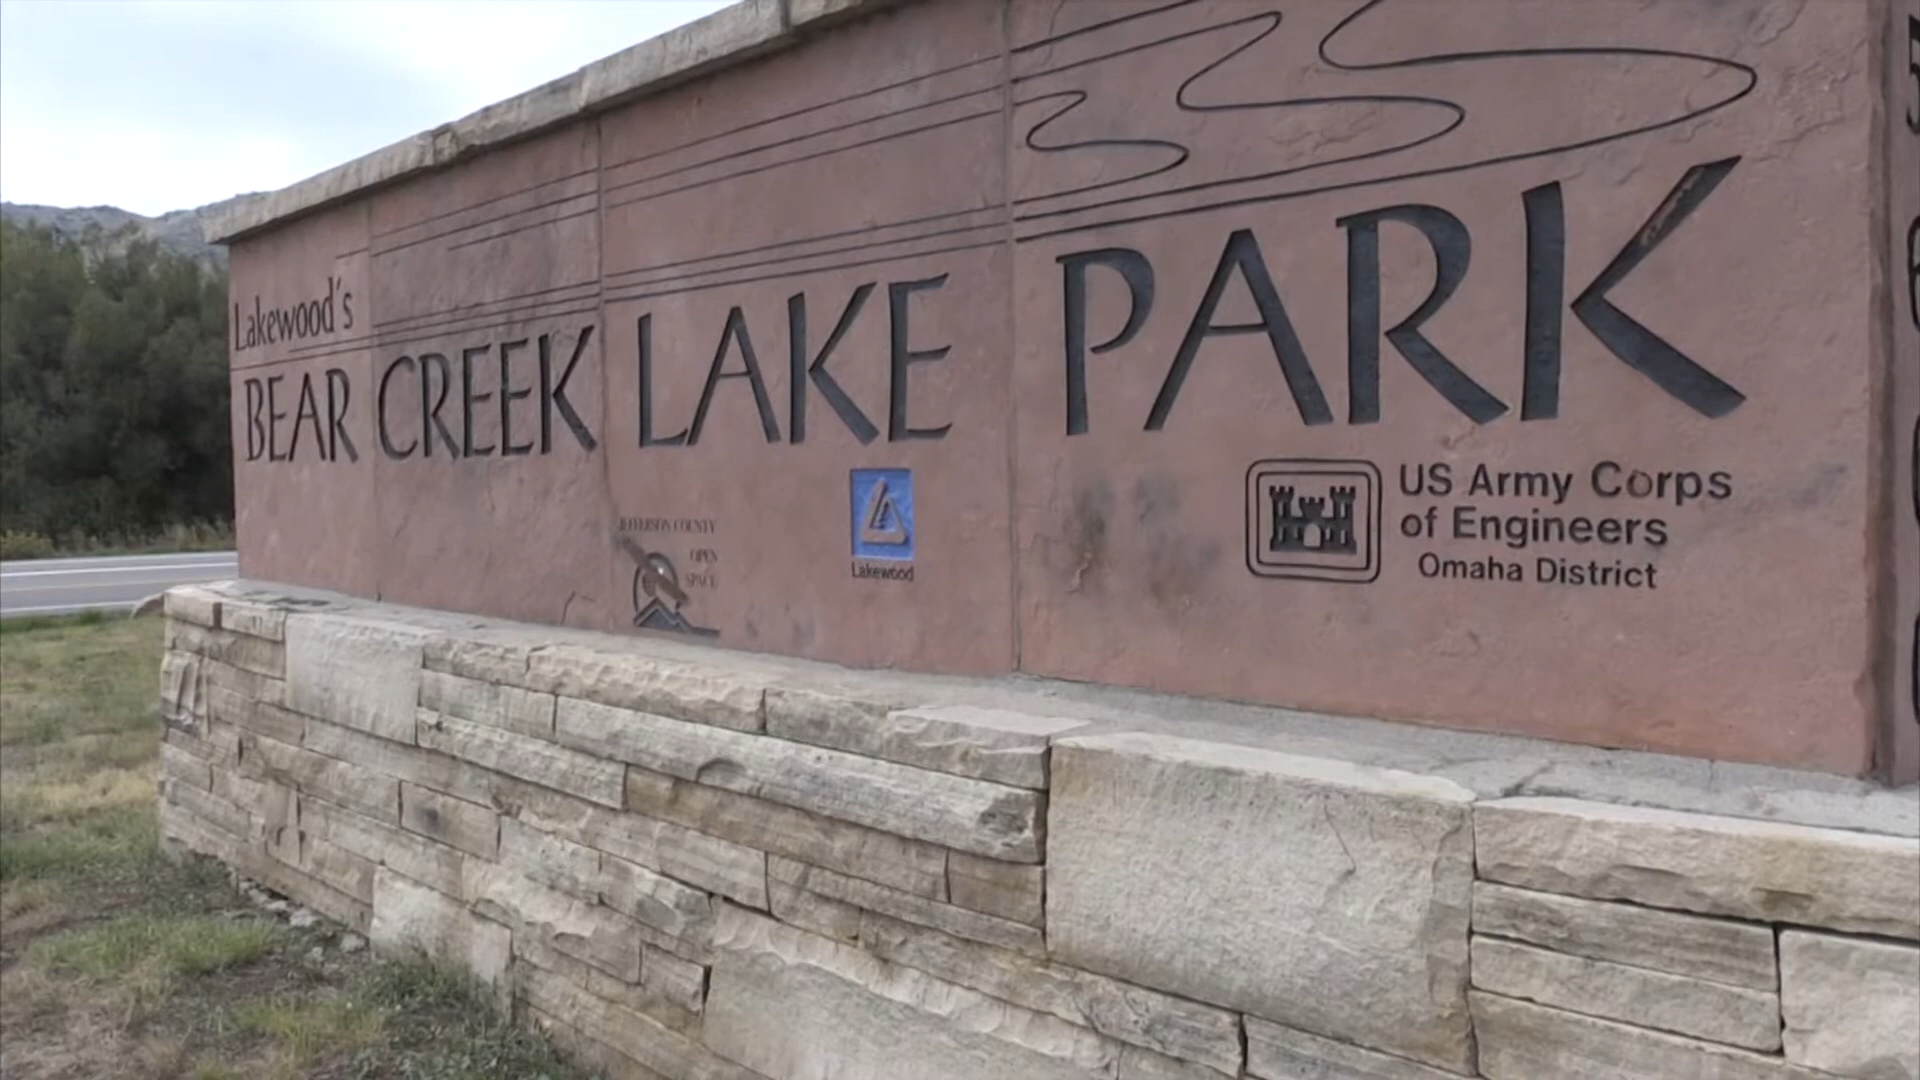 Lakewood's
BEAR CREEK LAKE PARK
JEFFERSON COUNTY
OPEN
SPACE
Lakewood
US Army Corps
of Engineers
Omaha District